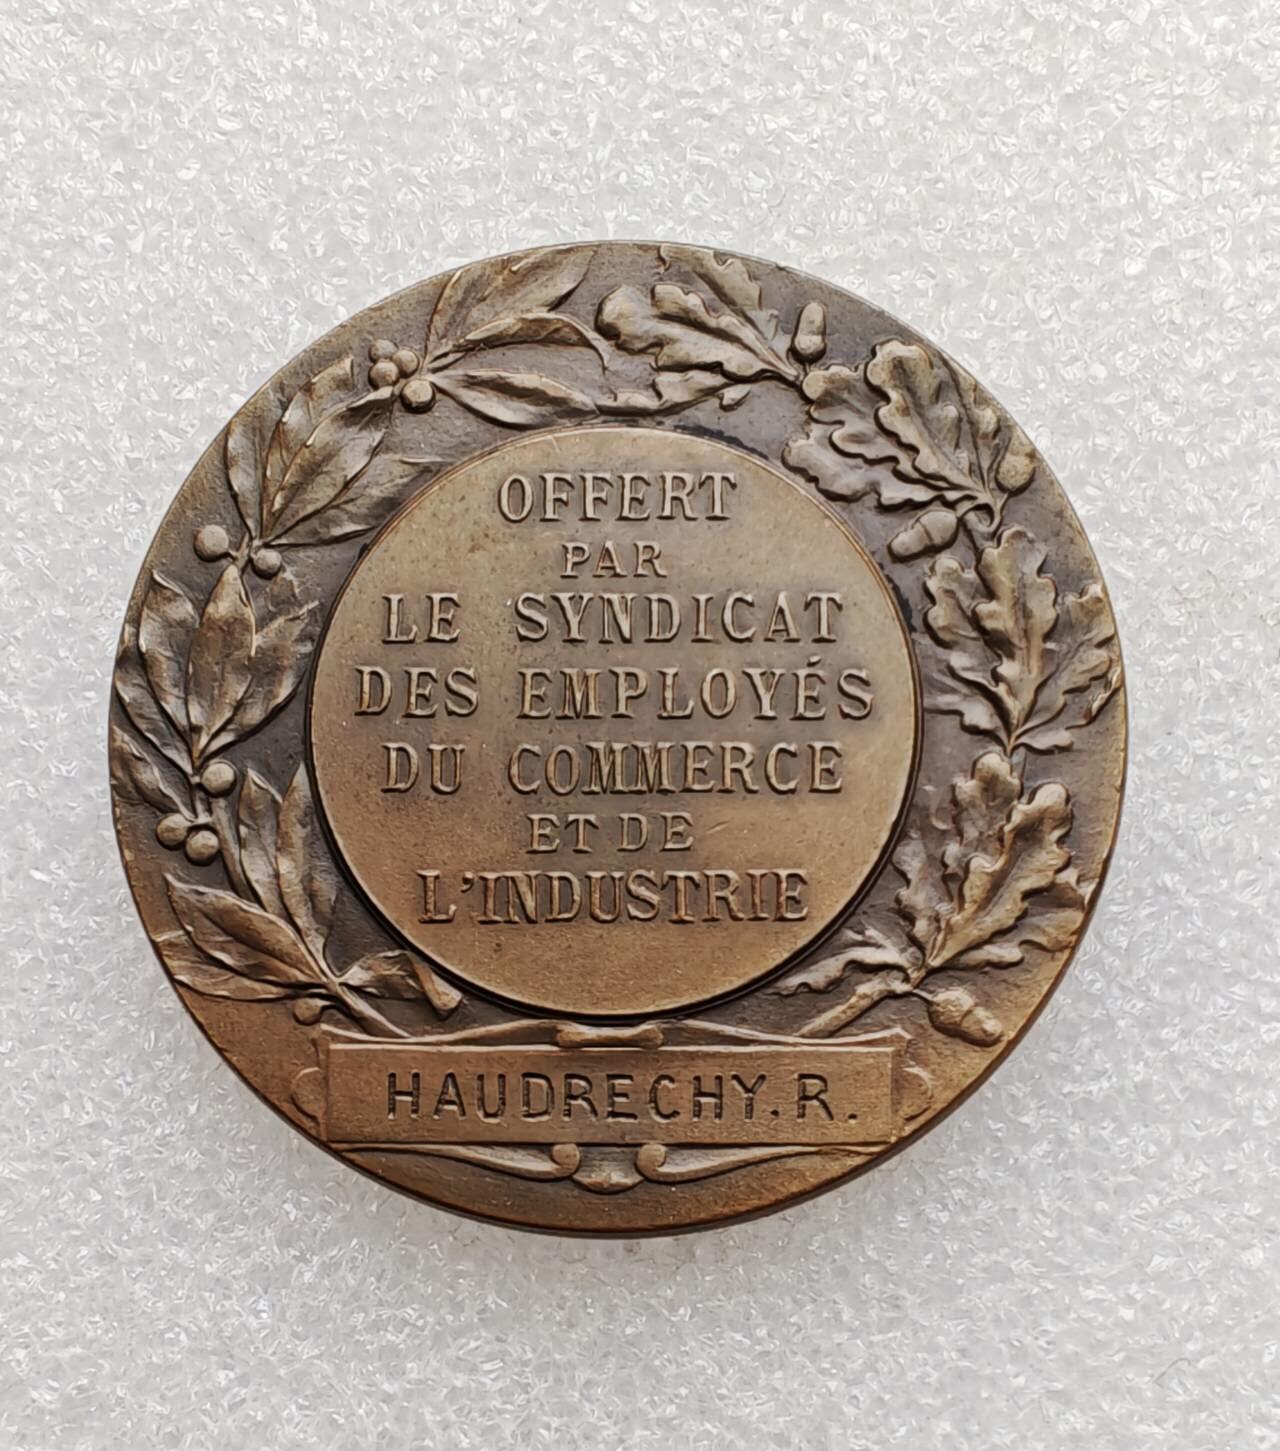 OFFERT
PAR
LE SYNDICAT
DES EMPLOYÉS
DU COMMERCE
ET DE
L'INDUSTRIE
HAUDRECHY. R.